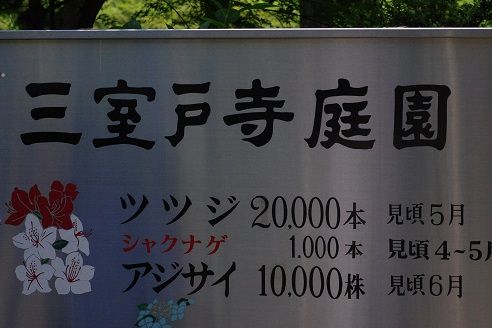 三室戸寺庭園
ツツジ 20,000本 見頃5月
シャクナゲ 1,000本 見頃4~5月
アジサイ 10,000株 見頃6月